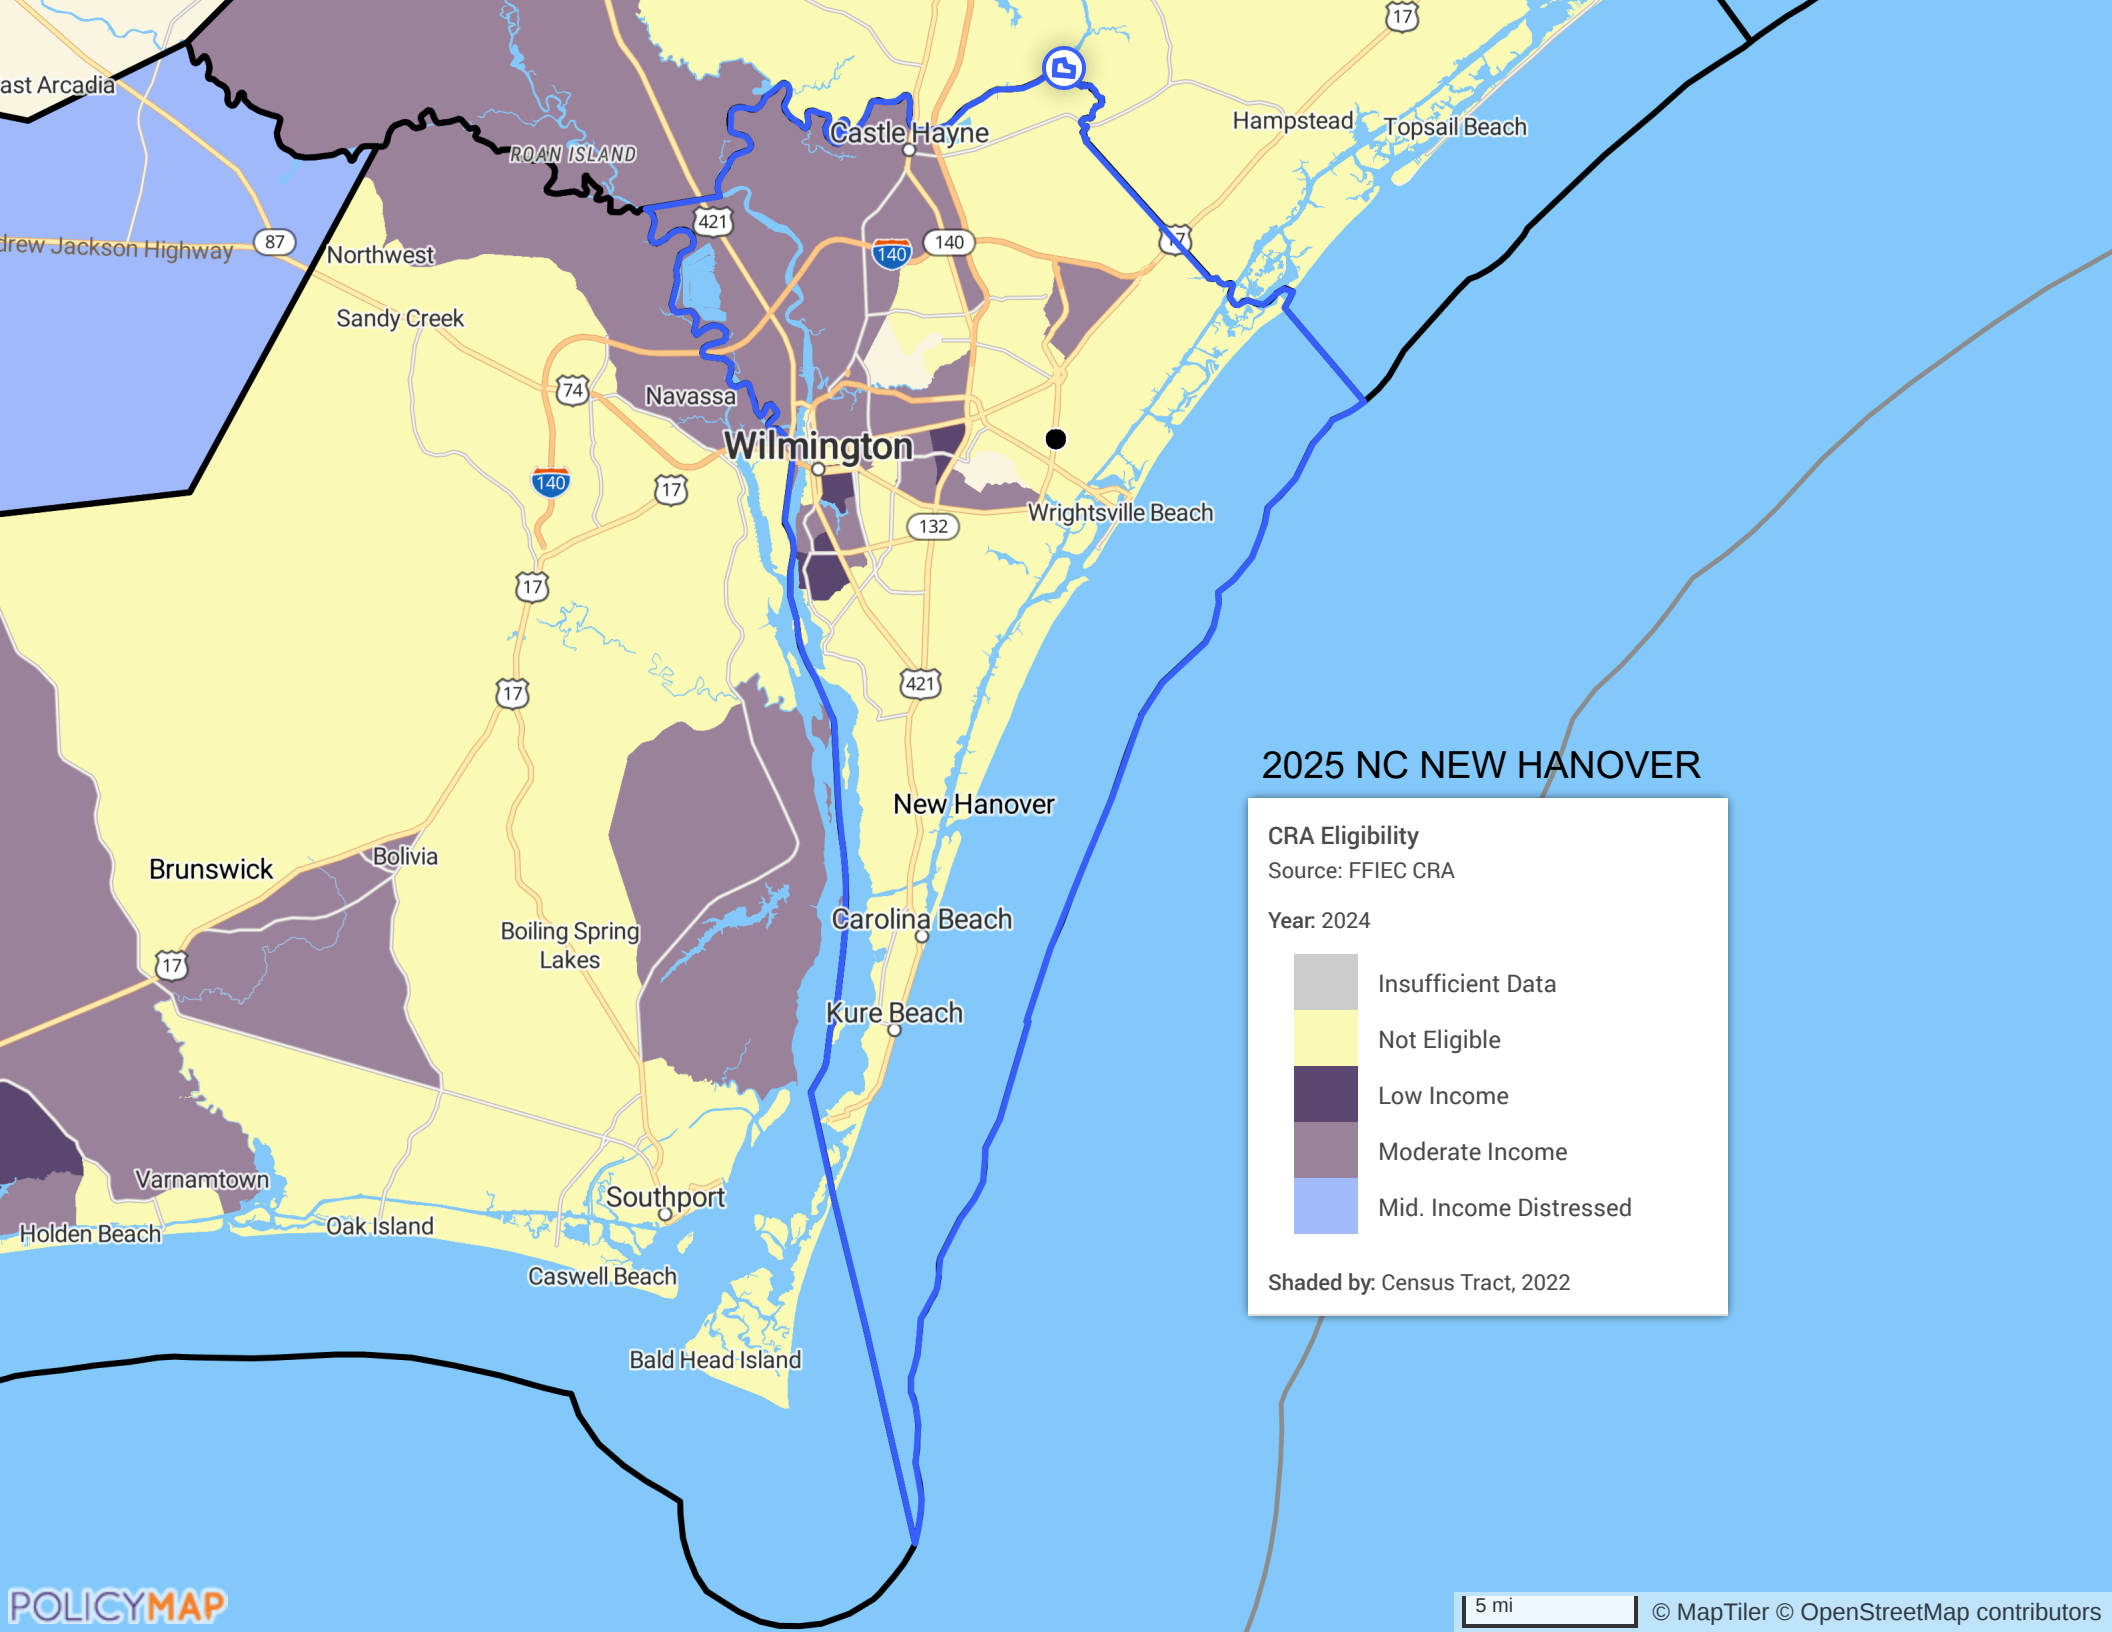 17
ast Arcadia
Hampstead
Topsail Beach
Castle Hayne
ROAN ISLAND
421
17
87
drew Jackson Highway
Northwest
140
140
Sandy Creek
74
Navassa
Wilmington
140
17
Wrightsville Beach
132
17
421
17
2025 NC NEW HANOVER
New Hanover
CRA Eligibility
Source: FFIEC CRA
Year: 2024
Insufficient Data
Not Eligible
Low Income
Moderate Income
Mid. Income Distressed
Shaded by: Census Tract, 2022
Bolivia
Brunswick
17
Boiling Spring
Lakes
Carolina Beach
Kure Beach
Varnamtown
Southport
Holden Beach
Oak Island
Caswell Beach
Bald Head Island
POLICYMAP
5 mi
© MapTiler © OpenStreetMap contributors